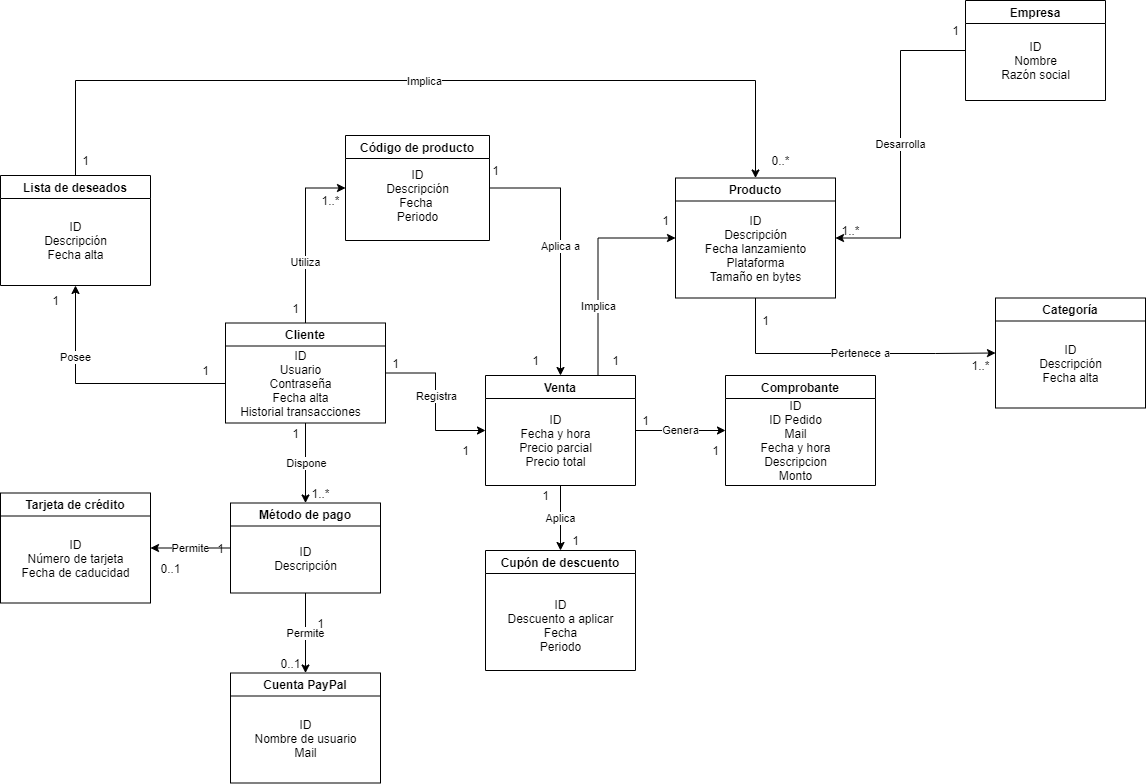 Empresa
ID
Nombre
Razón social
1
Desarrolla
1..*
Implica
1
0..*
Lista de deseados
ID
Descripción
Fecha alta
1
Posee
1
Código de producto
ID
Descripción
Fecha
Periodo
1
Aplica a
1
1..*
Utiliza
1
Producto
ID
Descripción
Fecha lanzamiento
Plataforma
Tamaño en bytes
1
Implica
1
1
Pertenece a
1..*
Categoría
ID
Descripción
Fecha alta
Cliente
ID
Usuario
Contraseña
Fecha alta
Historial transacciones
1
Registra
1
Venta
ID
Fecha y hora
Precio parcial
Precio total
1
Genera
1
Comprobante
ID
ID Pedido
Mail
Fecha y hora
Descripcion
Monto
1
Dispone
1..*
Método de pago
ID
Descripción
1
Permite
0..1
Tarjeta de crédito
ID
Número de tarjeta
Fecha de caducidad
1
Aplica
1
Cupón de descuento
ID
Descuento a aplicar
Fecha
Periodo
1
Permite
0..1
Cuenta PayPal
ID
Nombre de usuario
Mail